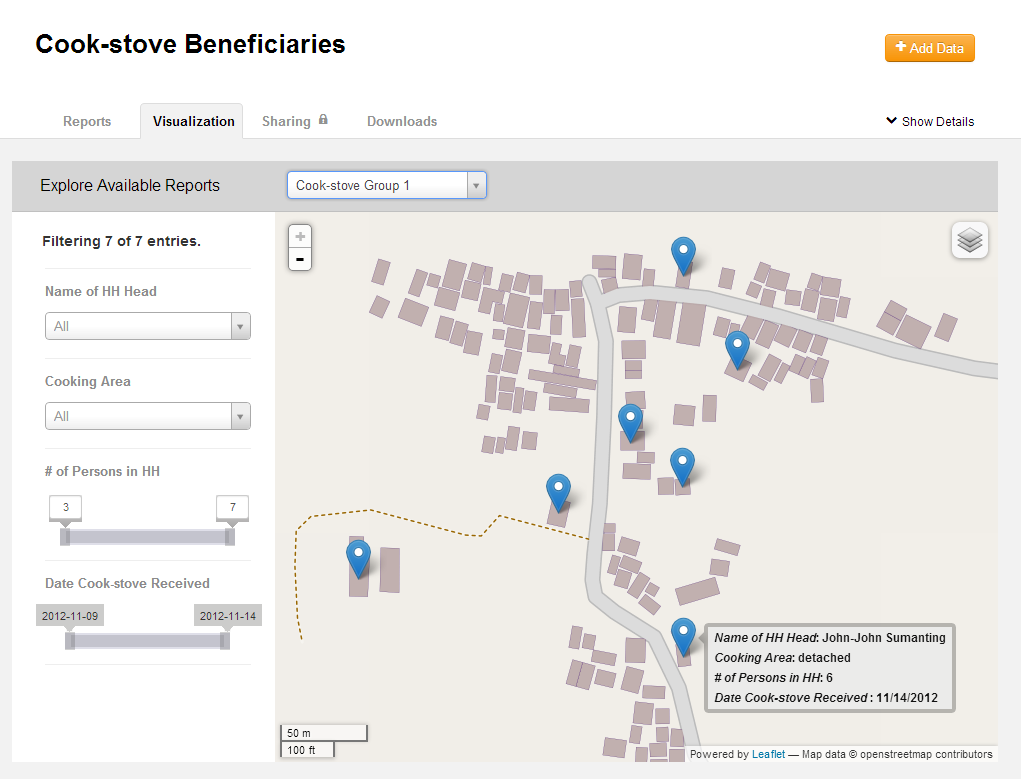 Cook-stove Beneficiaries
+ Add Data
Reports
Visualization
Sharing
Downloads
Show Details
Explore Available Reports
Cook-stove Group 1
Filtering 7 of 7 entries.
Name of HH Head
All
Cooking Area
All
# of Persons in HH
3
7
Date Cook-stove Received
2012-11-09
2012-11-14
+
-
Name of HH Head: John-John Sumanting
Cooking Area: detached
# of Persons in HH: 6
Date Cook-stove Received : 11/14/2012
50 m
100 ft
Powered by Leaflet — Map data © openstreetmap contributors